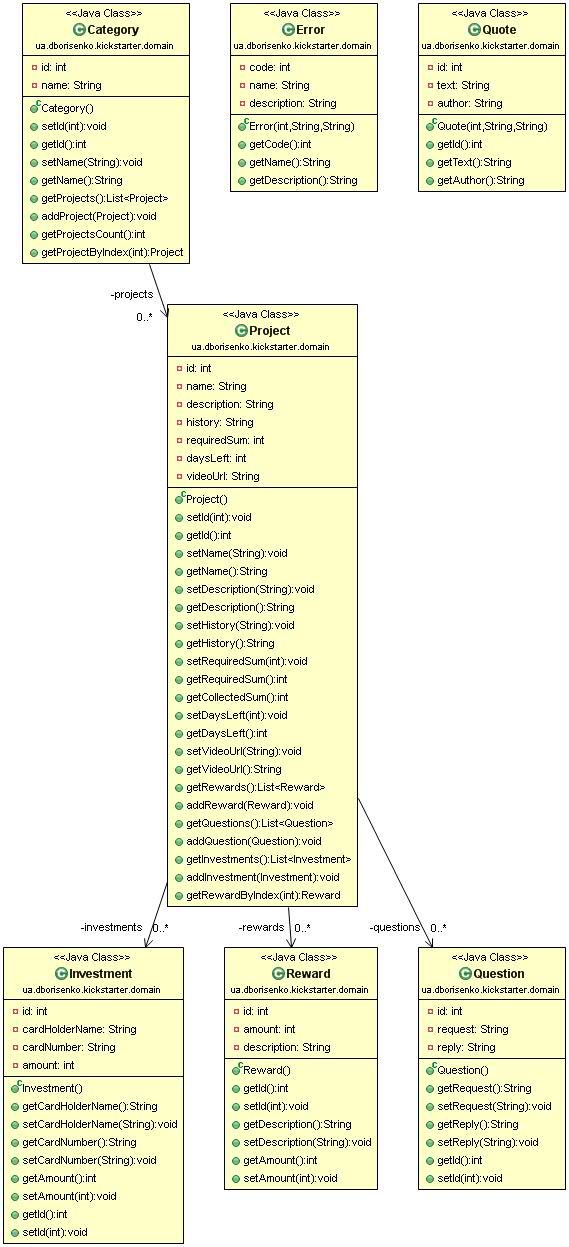 <<Java Class>>
Category
ua.dborisenko.kickstarter.domain
id: int
name: String
Category()
setId(int):void
getId():int
setName(String):void
getName():String
getProjects():List<Project>
addProject(Project):void
getProjectsCount():int
getProjectByIndex(int):Project
<<Java Class>>
Error
ua.dborisenko.kickstarter.domain
code: int
name: String
description: String
Error(int,String,String)
getCode():int
getName():String
getDescription():String
<<Java Class>>
Quote
ua.dborisenko.kickstarter.domain
id: int
text: String
author: String
Quote(int,String,String)
getId():int
getText():String
getAuthor():String
-projects
0..*
<<Java Class>>
Project
ua.dborisenko.kickstarter.domain
id: int
name: String
description: String
history: String
requiredSum: int
daysLeft: int
videoUrl: String
Project()
setId(int):void
getId():int
setName(String):void
getName():String
setDescription(String):void
getDescription():String
setHistory(String):void
getHistory():String
setRequiredSum(int):void
getRequiredSum():int
getCollectedSum():int
setDaysLeft(int):void
getDaysLeft():int
setVideoUrl(String):void
getVideoUrl():String
getRewards():List<Reward>
addReward(Reward):void
getQuestions():List<Question>
addQuestion(Question):void
getInvestments():List<Investment>
addInvestment(Investment):void
getRewardByIndex(int):Reward
-investments 0..*
-rewards 0..*
-questions 0..*
<<Java Class>>
Investment
ua.dborisenko.kickstarter.domain
id: int
cardHolderName: String
cardNumber: String
amount: int
Investment()
getCardHolderName():String
setCardHolderName(String):void
getCardNumber():String
setCardNumber(String):void
getAmount():int
setAmount(int):void
getId():int
setId(int):void
<<Java Class>>
Reward
ua.dborisenko.kickstarter.domain
id: int
amount: int
description: String
Reward()
getId():int
setId(int):void
getDescription():String
setDescription(String):void
getAmount():int
setAmount(int):void
<<Java Class>>
Question
ua.dborisenko.kickstarter.domain
id: int
request: String
reply: String
Question()
getRequest():String
setRequest(String):void
getReply():String
setReply(String):void
getId():int
setId(int):void